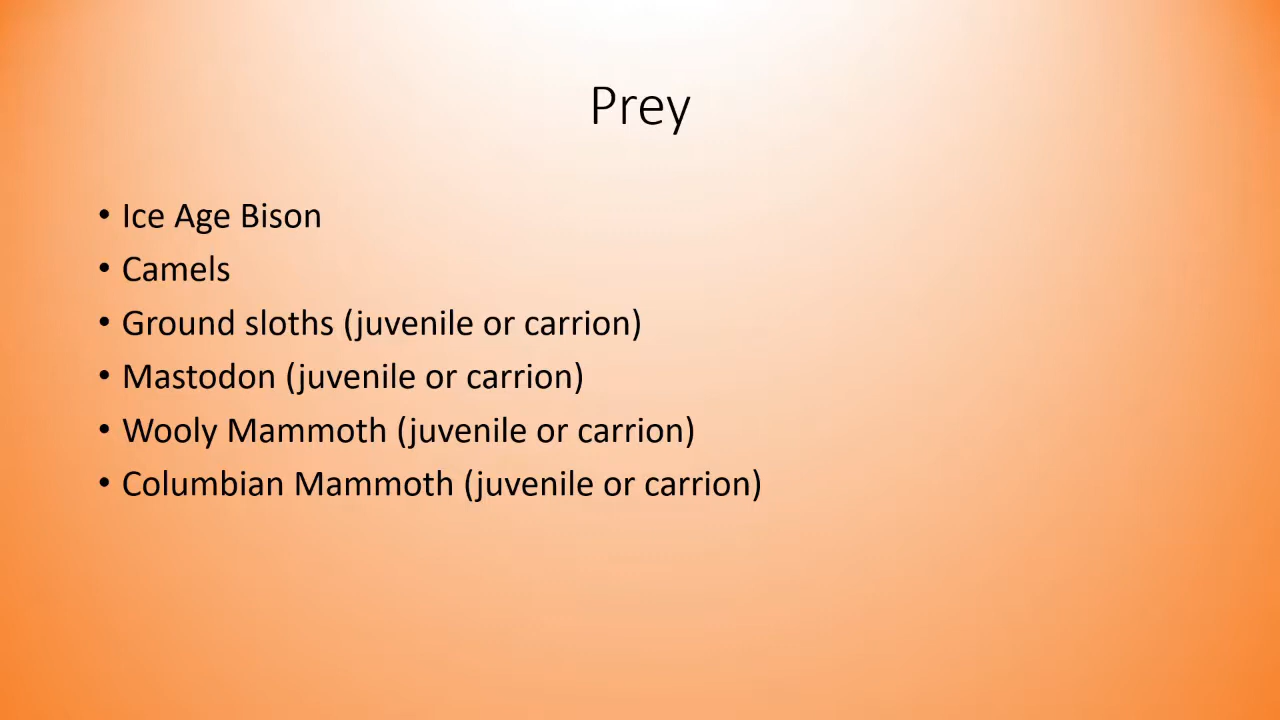 Prey
• Ice Age Bison
• Camels
• Ground sloths (juvenile or carrion)
• Mastodon (juvenile or carrion)
• Wooly Mammoth (juvenile or carrion)
• Columbian Mammoth (juvenile or carrion)